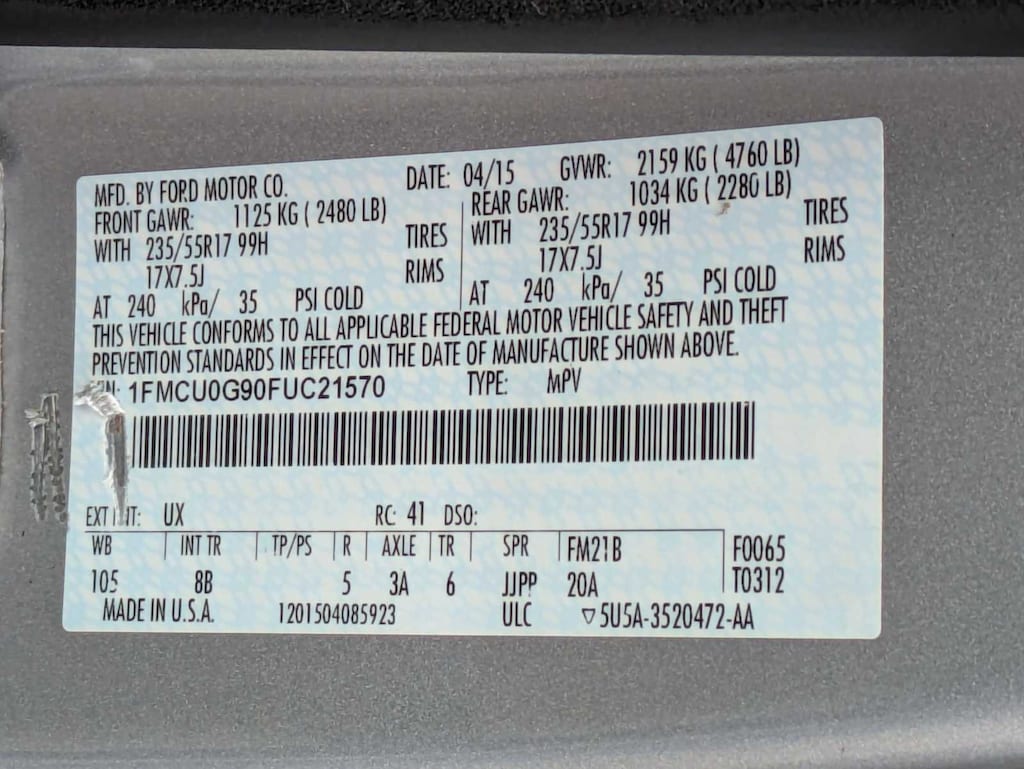 MFD. BY FORD MOTOR CO. DATE: 04/15 GVWR: 2159 KG ( 4760 LB)
FRONT GAWR: 1125 KG ( 2480 LB) REAR GAWR: 1034 KG ( 2280 LB)
WITH 235/55R17 99H TIRES WITH 235/55R17 99H TIRES
17X7.5J RIMS 17X7.5J RIMS
AT 240 kPa/ 35 PSI COLD AT 240 kPa/ 35 PSI COLD
THIS VEHICLE CONFORMS TO ALL APPLICABLE FEDERAL MOTOR VEHICLE SAFETY AND THEFT
PREVENTION STANDARDS IN EFFECT ON THE DATE OF MANUFACTURE SHOWN ABOVE.
1FMCU0G90FUC21570 TYPE: MPV
EXT UX RC: 41 DSO:
WB INT TR TP/PS R AXLE TR SPR FM21B F0065
105 8B 5 3A 6 JJPP 20A T0312
MADE IN U.S.A. 1201504085923 ULC ▽5U5A-3520472-AA